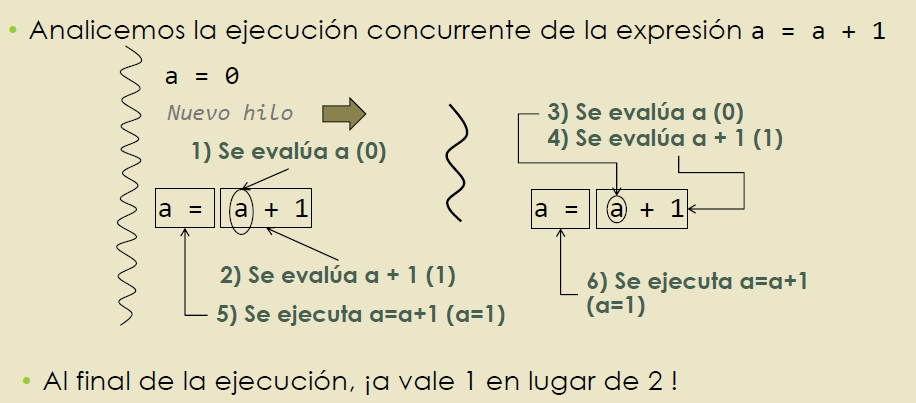 • Analicemos la ejecución concurrente de la expresión a = a + 1
a = 0
Nuevo hilo
1) Se evalúa a (0)
a = a + 1
2) Se evalúa a + 1 (1)
5) Se ejecuta a=a+1 (a=1)
3) Se evalúa a (0)
4) Se evalúa a + 1 (1)
a = a + 1
6) Se ejecuta a=a+1
(a=1)
• Al final de la ejecución, ¡a vale 1 en lugar de 2 !